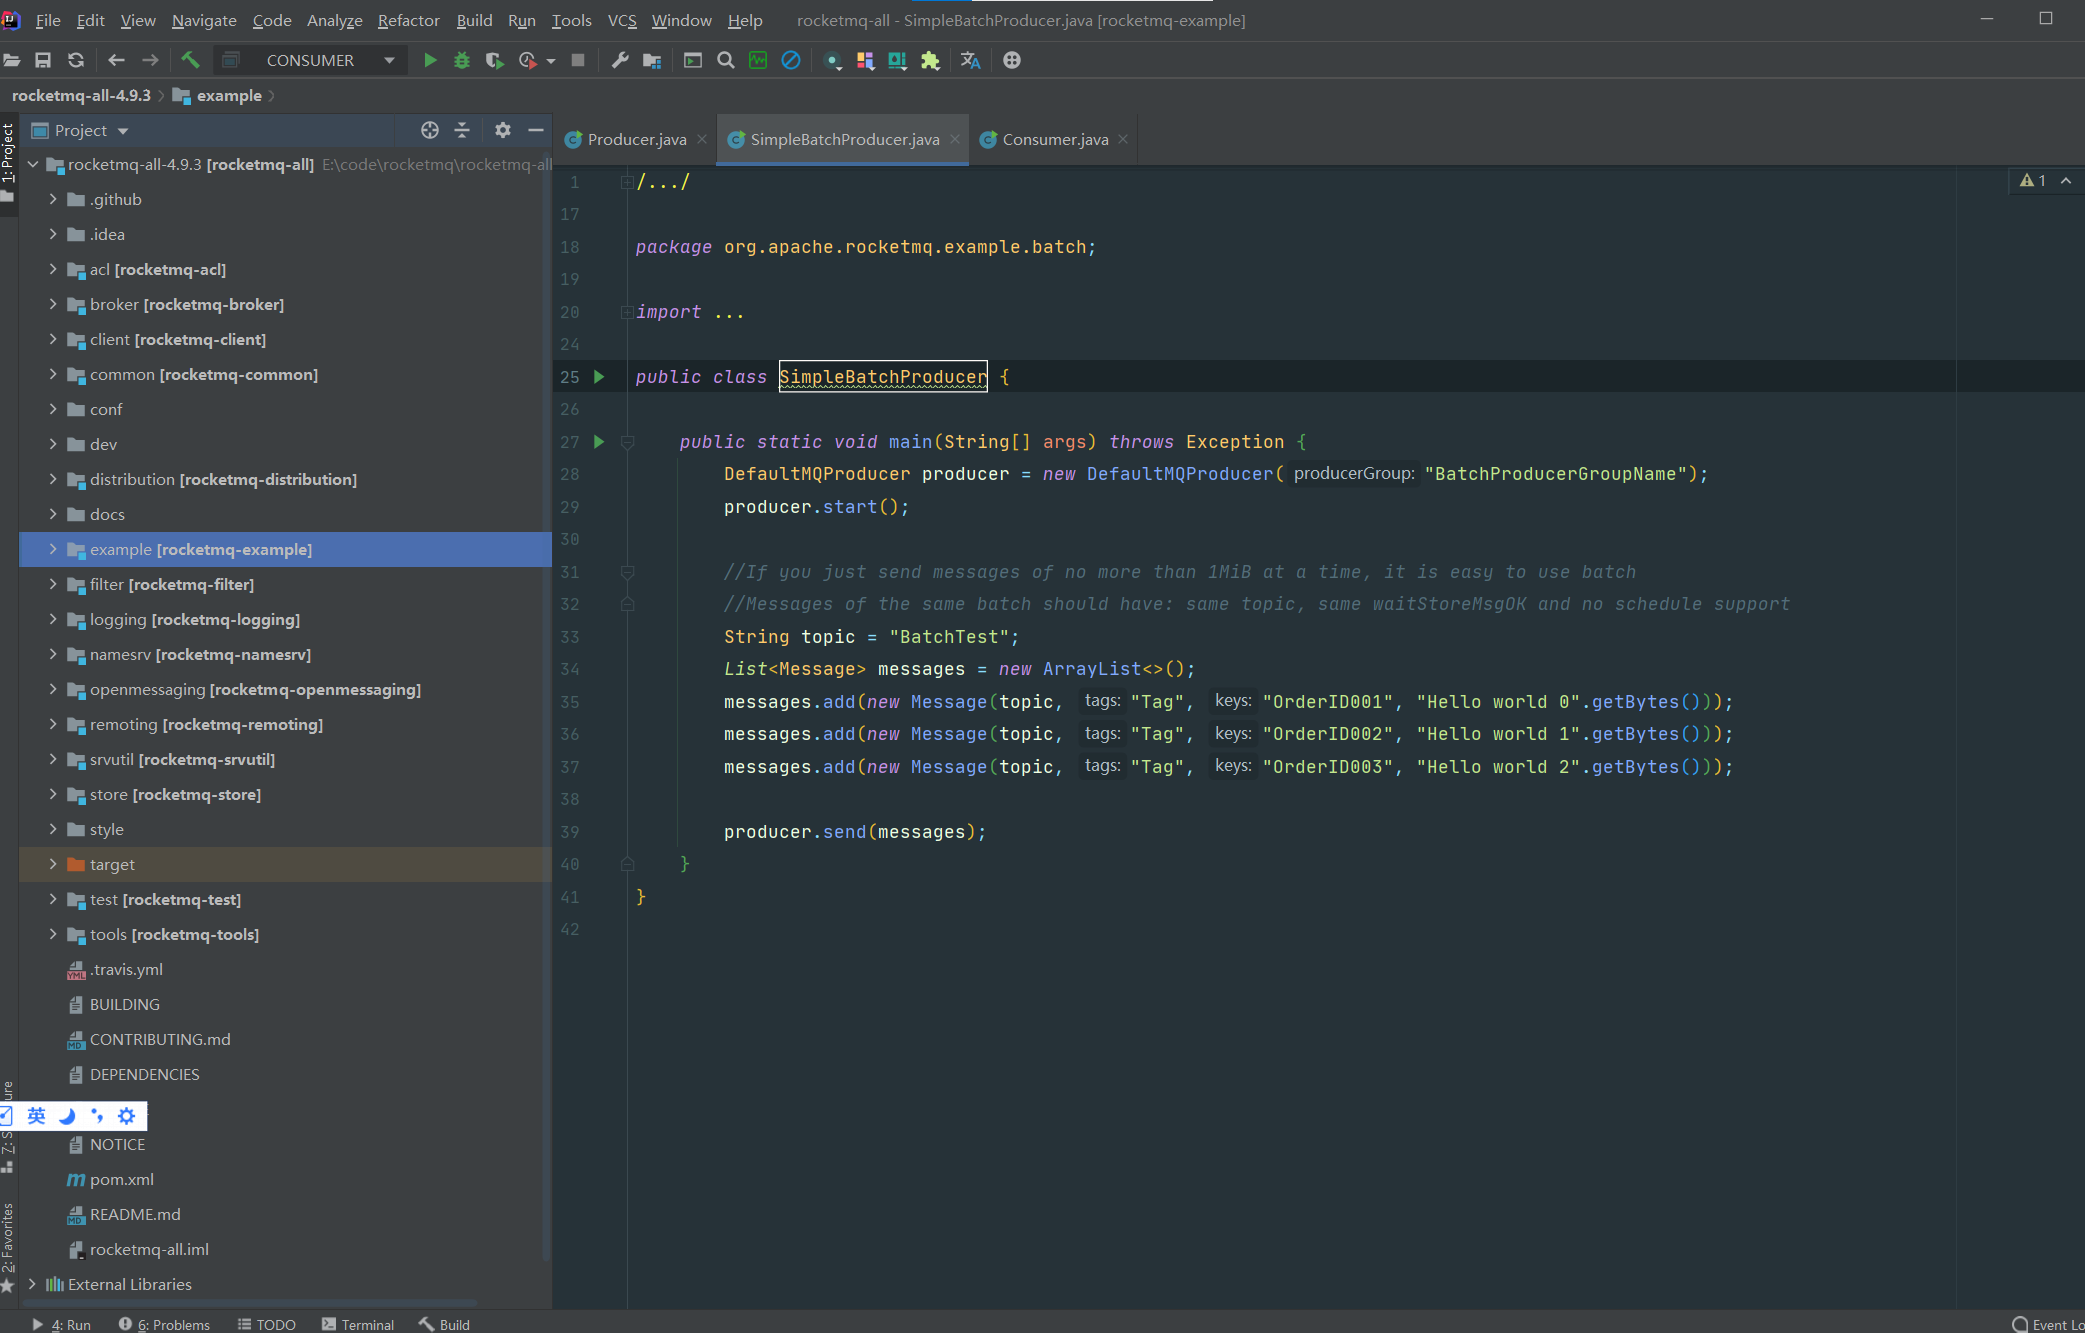 File Edit View Navigate Code Analyze Refactor Build Run Tools VCS Window Help rocketmq-all - SimpleBatchProducer.java [rocketmq-example]
CONSUMER
rocketmq-all-4.9.3 example
1: Project
Project
rocketmq-all-4.9.3 [rocketmq-all] E:\code\rocketmq\rocketmq-all
.github
.idea
acl [rocketmq-acl]
broker [rocketmq-broker]
client [rocketmq-client]
common [rocketmq-common]
conf
dev
distribution [rocketmq-distribution]
docs
example [rocketmq-example]
filter [rocketmq-filter]
logging [rocketmq-logging]
namesrv [rocketmq-namesrv]
openmessaging [rocketmq-openmessaging]
remoting [rocketmq-remoting]
srvutil [rocketmq-srvutil]
store [rocketmq-store]
style
target
test [rocketmq-test]
tools [rocketmq-tools]
.travis.yml
BUILDING
CONTRIBUTING.md
DEPENDENCIES
英
NOTICE
pom.xml
README.md
rocketmq-all.iml
External Libraries
2: Favorites
Producer.java SimpleBatchProducer.java Consumer.java
1
1 /.../
17
18 package org.apache.rocketmq.example.batch;
19
20 import ...
24
25 public class SimpleBatchProducer {
26
27 public static void main(String[] args) throws Exception {
28 DefaultMQProducer producer = new DefaultMQProducer( producerGroup: "BatchProducerGroupName");
29 producer.start();
30
31 //If you just send messages of no more than 1MiB at a time, it is easy to use batch
32 //Messages of the same batch should have: same topic, same waitStoreMsgOK and no schedule support
33 String topic = "BatchTest";
34 List<Message> messages = new ArrayList<>();
35 messages.add(new Message(topic, tags: "Tag", keys: "OrderID001", "Hello world 0".getBytes()));
36 messages.add(new Message(topic, tags: "Tag", keys: "OrderID002", "Hello world 1".getBytes()));
37 messages.add(new Message(topic, tags: "Tag", keys: "OrderID003", "Hello world 2".getBytes()));
38
39 producer.send(messages);
40 }
41 }
42
4: Run 6: Problems TODO Terminal Build Event Lo